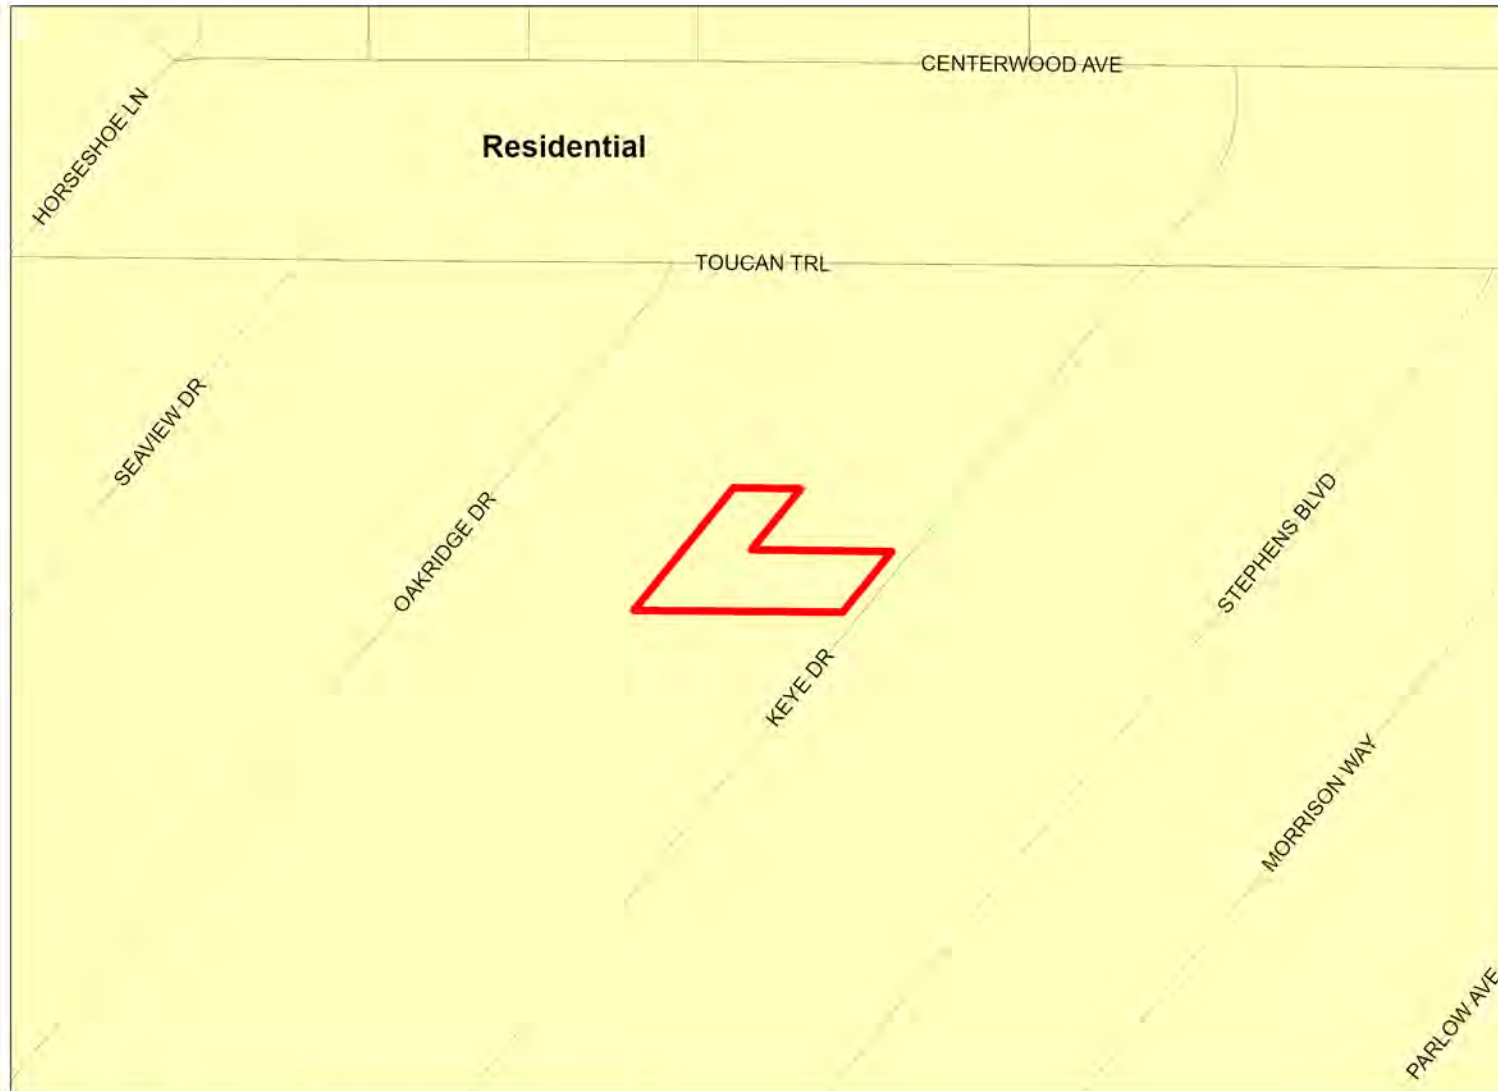 CENTERWOOD AVE
HORSESHOE LN
Residential
TOUCAN TRL
SEAVIEW DR
OAKRIDGE DR
STEPHENS BLVD
KEYE DR
MORRISON WAY
PARLOW AVE